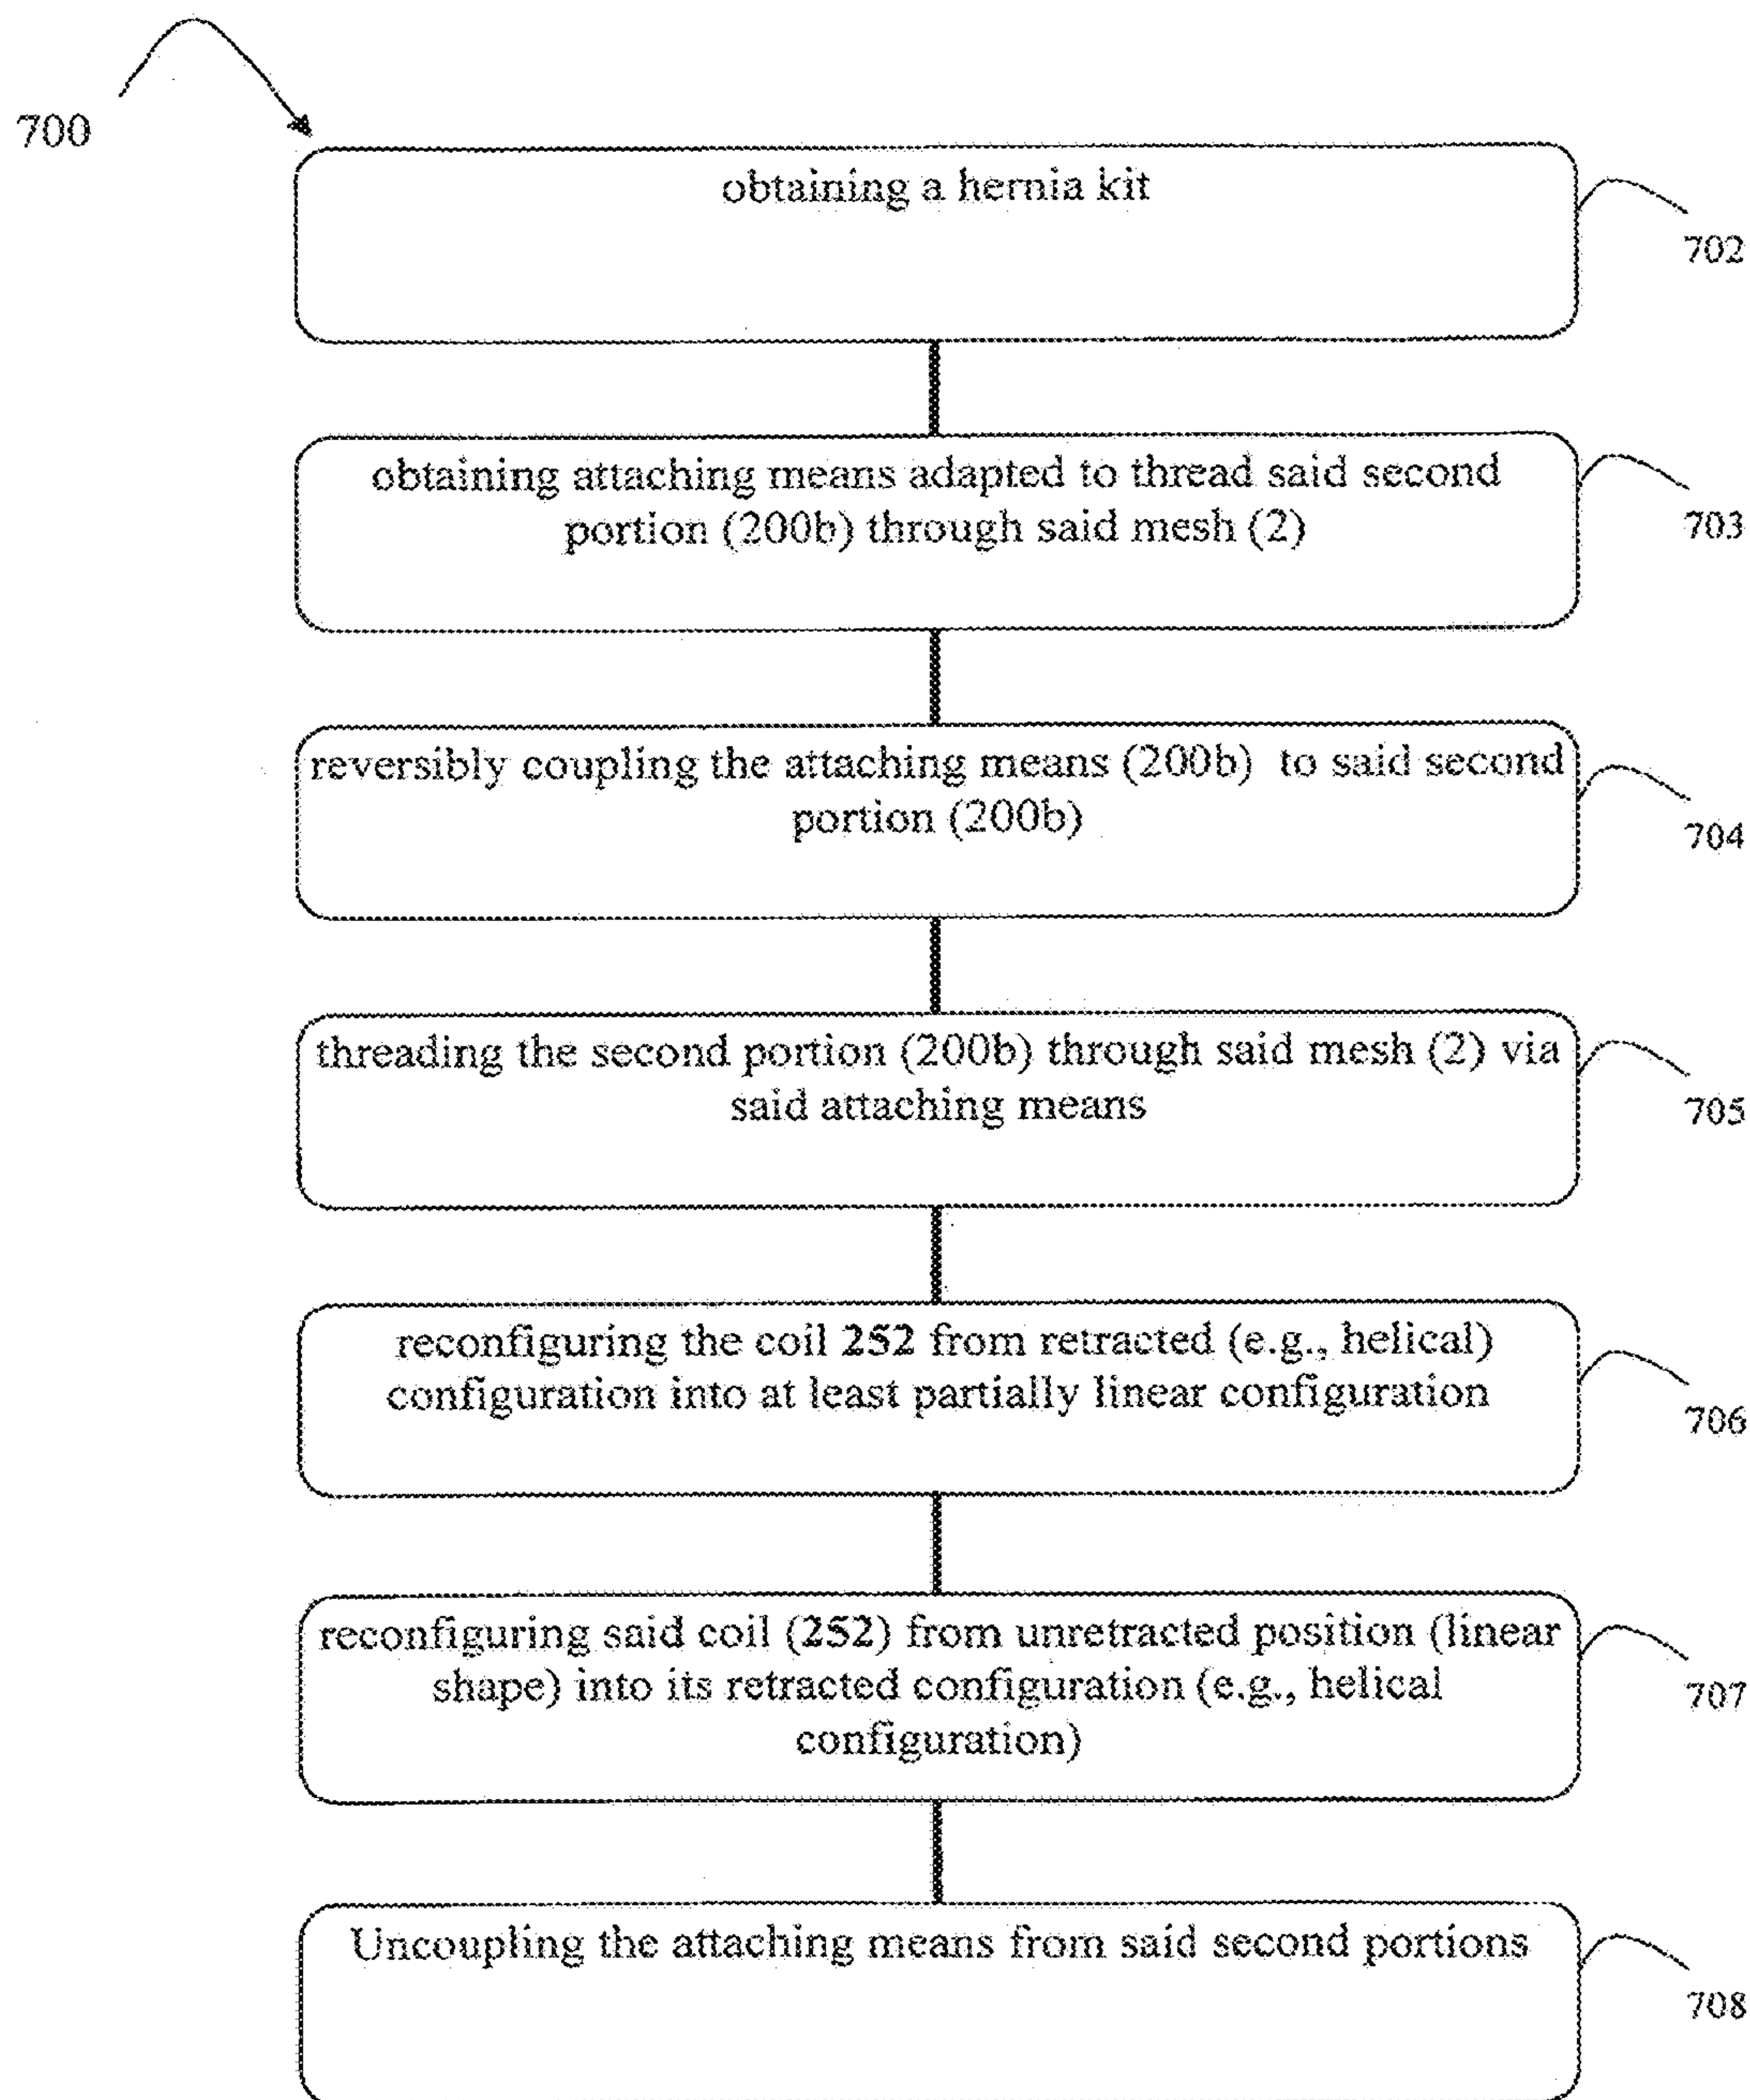 700
obtaining a hernia kit
702
obtaining attaching means adapted to thread said second
portion (200b) through said mesh (2)
703
reversibly coupling the attaching means (200b) to said second
portion (200b)
704
threading the second portion (200b) through said mesh (2) via
said attaching means
705
reconfiguring the coil 252 from retracted (e.g., helical)
configuration into at least partially linear configuration
706
reconfiguring said coil (252) from unretracted position (linear
shape) into its retracted configuration (e.g., helical
configuration)
707
Uncoupling the attaching means from said second portions
708